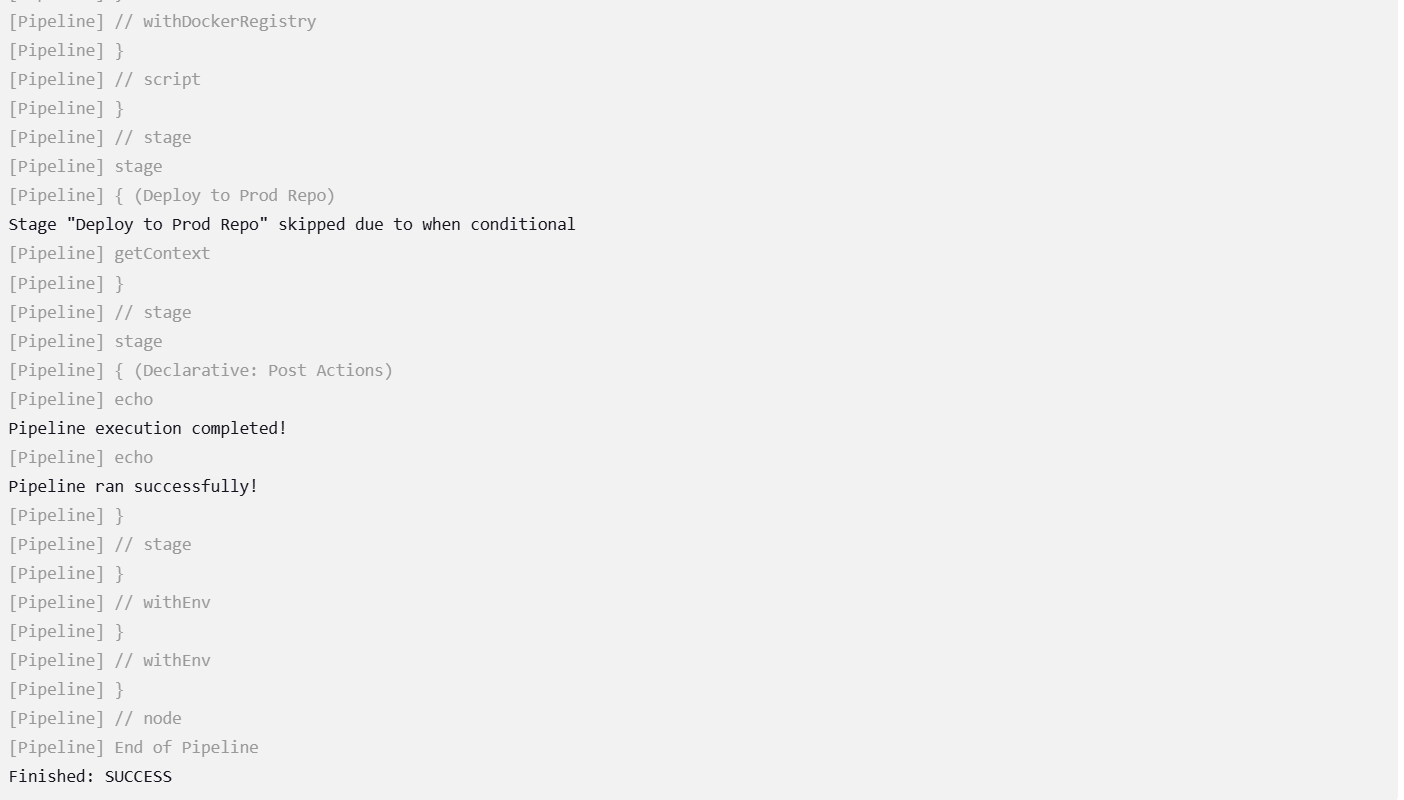 [Pipeline] // withDockerRegistry
[Pipeline] }
[Pipeline] // script
[Pipeline] }
[Pipeline] // stage
[Pipeline] stage
[Pipeline] { (Deploy to Prod Repo)
Stage "Deploy to Prod Repo" skipped due to when conditional
[Pipeline] getContext
[Pipeline] }
[Pipeline] // stage
[Pipeline] stage
[Pipeline] { (Declarative: Post Actions)
[Pipeline] echo
Pipeline execution completed!
[Pipeline] echo
Pipeline ran successfully!
[Pipeline] }
[Pipeline] // stage
[Pipeline] }
[Pipeline] // withEnv
[Pipeline] }
[Pipeline] // withEnv
[Pipeline] }
[Pipeline] // node
[Pipeline] End of Pipeline
Finished: SUCCESS